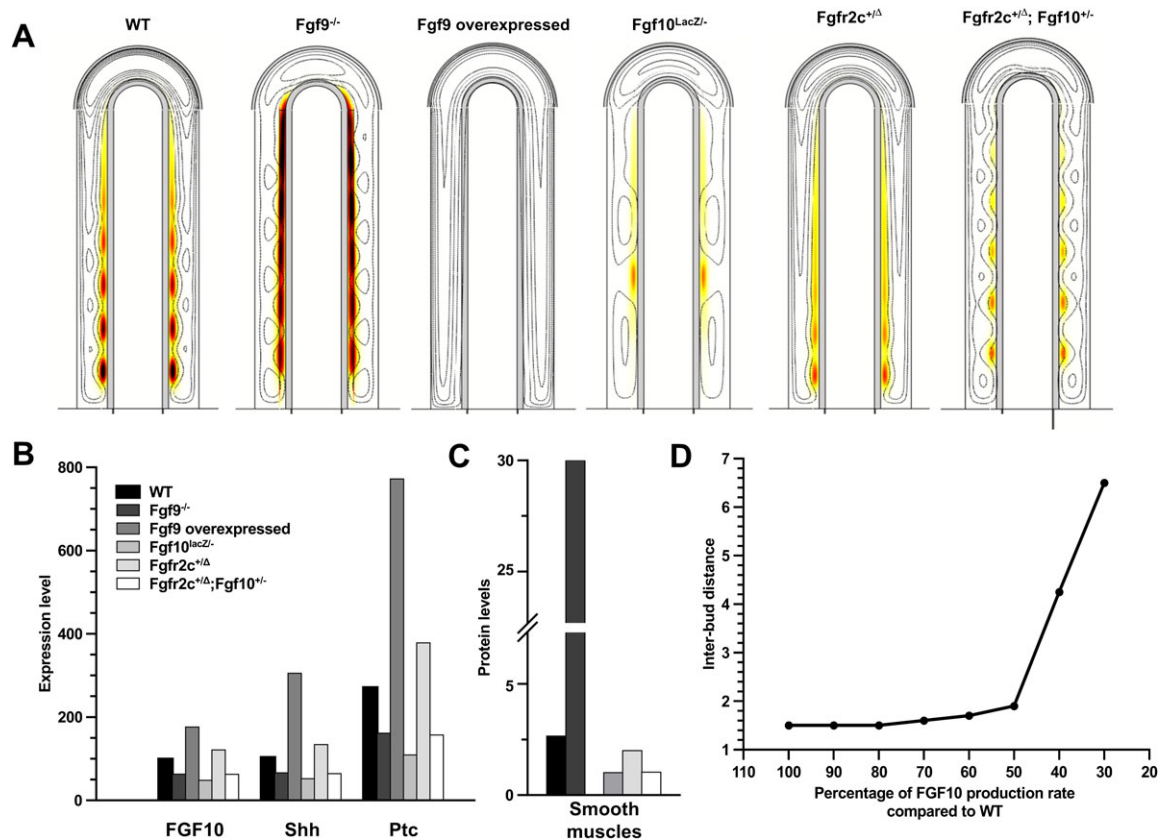 A
WT
Fgf9-/-
Fgf9 overexpressed
Fgf10LacZ/-
Fgfr2c+/Δ
Fgfr2c+/Δ; Fgf10+/-
B
Expression level
800
600
400
200
0
WT
Fgf9-/-
Fgf9 overexpressed
Fgf10lacZ/-
Fgfr2c+/Δ
Fgfr2c+/Δ;Fgf10+/-
FGF10
Shh
Ptc
C
Protein levels
30
25
5
0
Smooth
muscles
D
Inter-bud distance
7
6
5
4
3
2
1
110 100 90 80 70 60 50 40 30 20
Percentage of FGF10 production rate
compared to WT